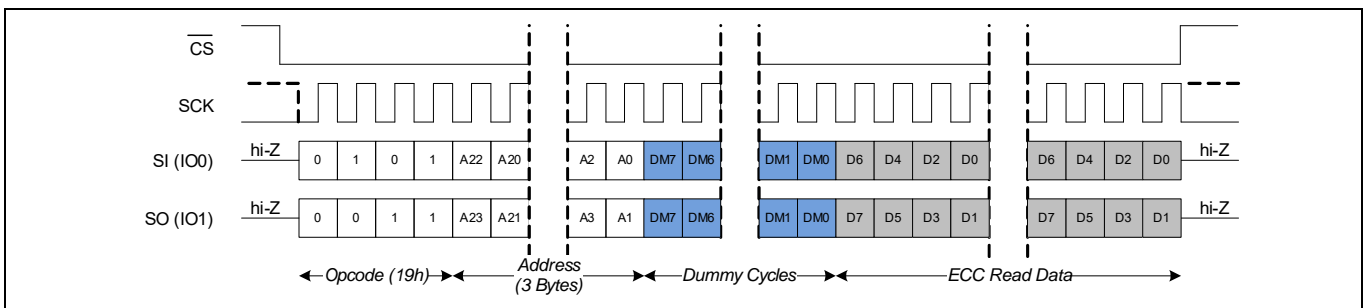 CS
SCK
SI (IO0) hi-Z 0 1 0 1 A22 A20 A2 A0 DM7 DM6 DM1 DM0 D6 D4 D2 D0 D6 D4 D2 D0 hi-Z
SO (IO1) hi-Z 0 0 1 1 A23 A21 A3 A1 DM7 DM6 DM1 DM0 D7 D5 D3 D1 D7 D5 D3 D1 hi-Z
Opcode (19h) Address Dummy Cycles ECC Read Data
(3 Bytes)